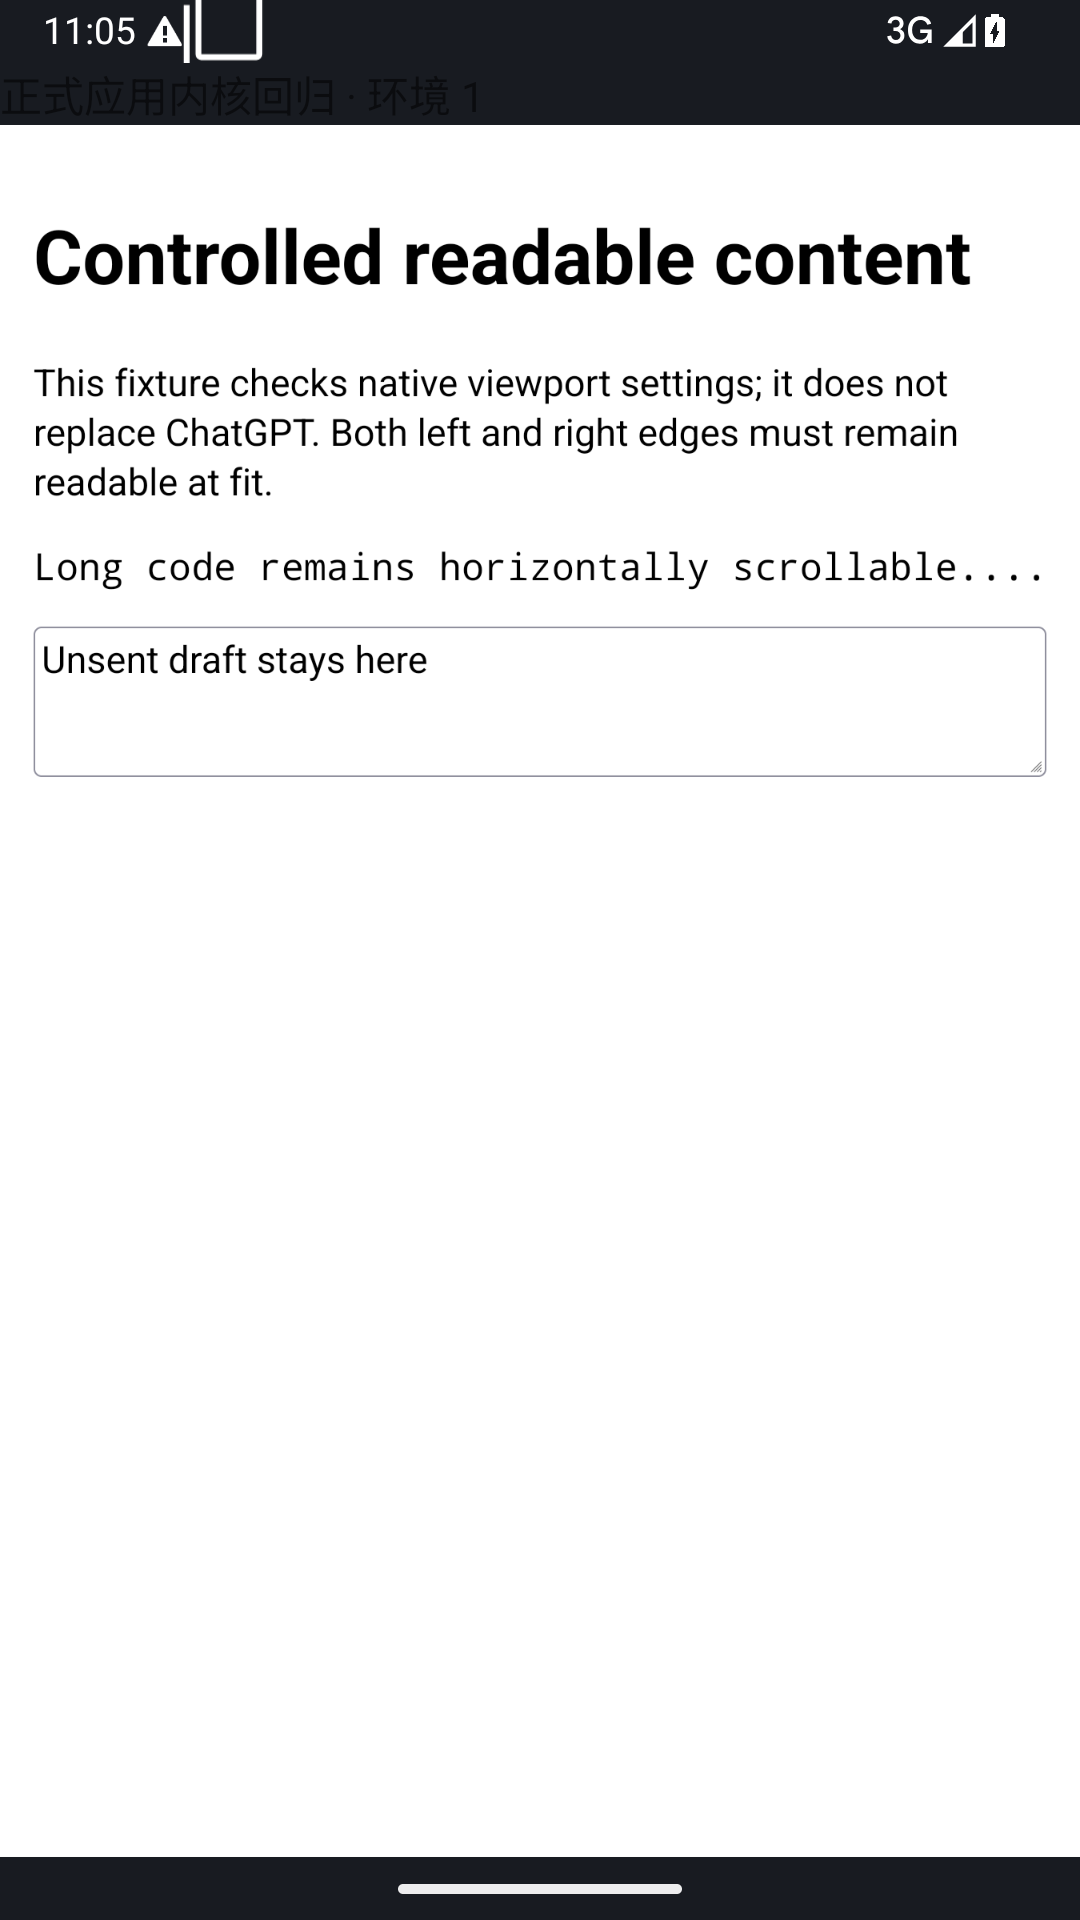 11:05
3G
正式应用内核回归 · 环境 1
Controlled readable content
This fixture checks native viewport settings; it does not
replace ChatGPT. Both left and right edges must remain
readable at fit.
Long code remains horizontally scrollable....
Unsent draft stays here